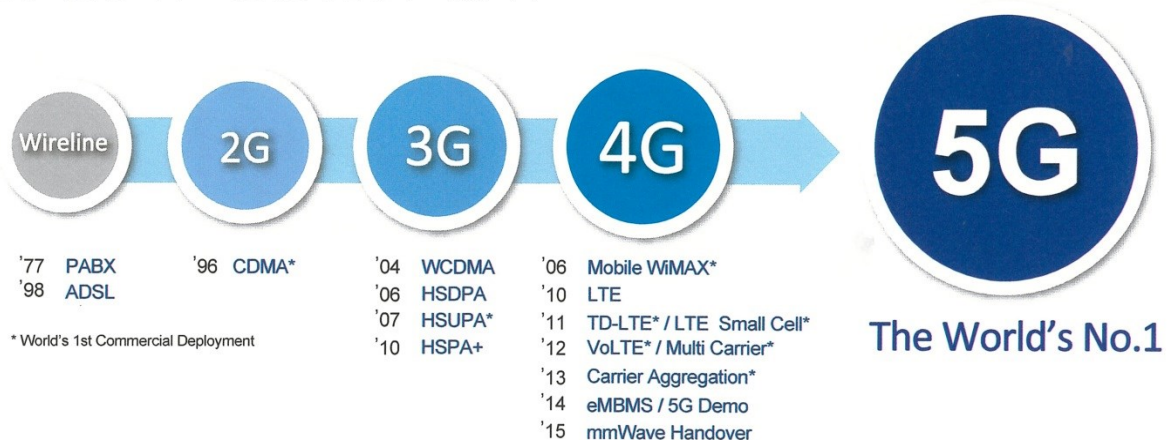 Wireline
2G
3G
4G
5G
'77 PABX
'98 ADSL
* World's 1st Commercial Deployment
'96 CDMA*
'04 WCDMA
'06 HSDPA
'07 HSUPA*
'10 HSPA+
'06 Mobile WiMAX*
'10 LTE
'11 TD-LTE* / LTE Small Cell*
'12 VoLTE* / Multi Carrier*
'13 Carrier Aggregation*
'14 eMBMS / 5G Demo
'15 mmWave Handover
The World's No.1